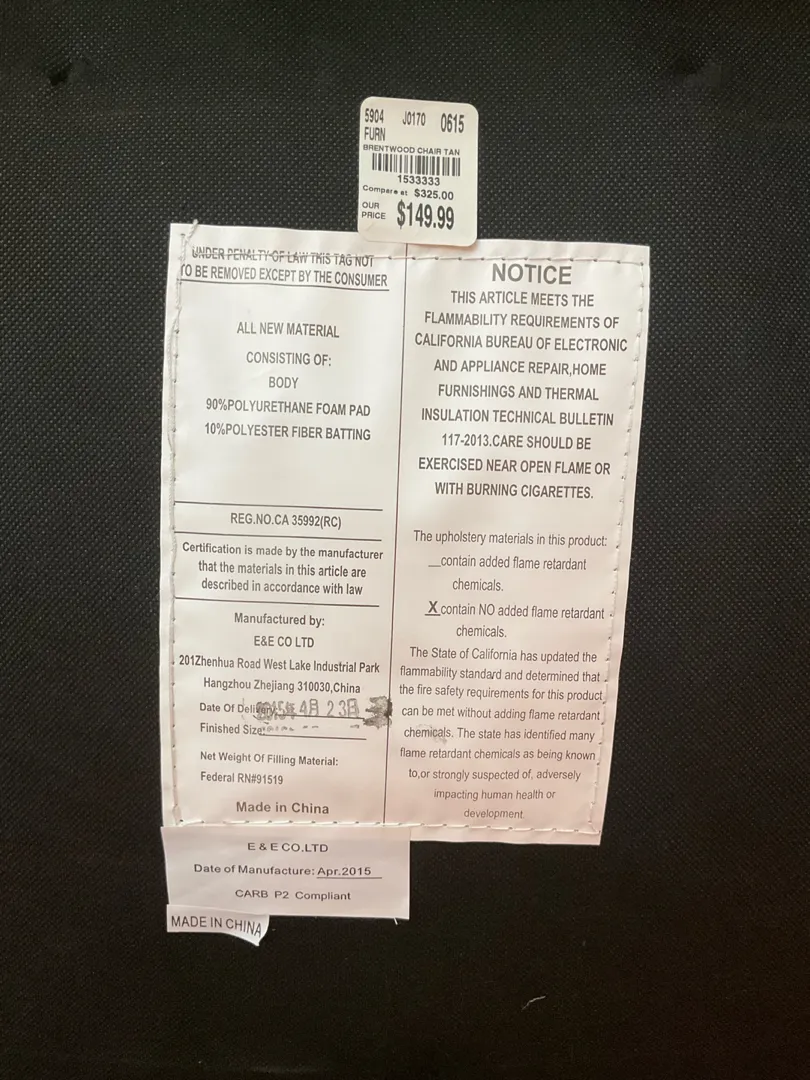 5904 J0170 0615
FURN
BRENTWOOD CHAIR TAN
1533333
Compare at $325.00
OUR
PRICE $149.99
UNDER PENALTY OF LAW THIS TAG NOT
TO BE REMOVED EXCEPT BY THE CONSUMER
ALL NEW MATERIAL
CONSISTING OF:
BODY
90%POLYURETHANE FOAM PAD
10%POLYESTER FIBER BATTING
REG.NO.CA 35992(RC)
Certification is made by the manufacturer
that the materials in this article are
described in accordance with law
Manufactured by:
E&E CO LTD
201Zhenhua Road West Lake Industrial Park
Hangzhou Zhejiang 310030,China
Date Of Delivery: 2015年 4月 23日
Finished Size:
Net Weight Of Filling Material:
Federal RN#91519
Made in China
NOTICE
THIS ARTICLE MEETS THE
FLAMMABILITY REQUIREMENTS OF
CALIFORNIA BUREAU OF ELECTRONIC
AND APPLIANCE REPAIR,HOME
FURNISHINGS AND THERMAL
INSULATION TECHNICAL BULLETIN
117-2013.CARE SHOULD BE
EXERCISED NEAR OPEN FLAME OR
WITH BURNING CIGARETTES.
The upholstery materials in this product:
__contain added flame retardant
chemicals.
X contain NO added flame retardant
chemicals.
The State of California has updated the
flammability standard and determined that
the fire safety requirements for this product
can be met without adding flame retardant
chemicals. The state has identified many
flame retardant chemicals as being known
to,or strongly suspected of, adversely
impacting human health or
development.
E & E CO.LTD
Date of Manufacture: Apr.2015
CARB P2 Compliant
MADE IN CHINA